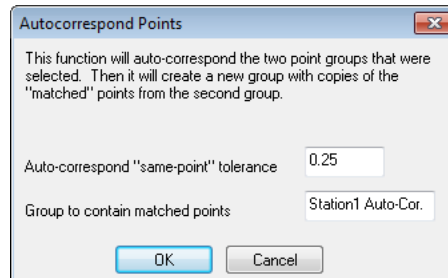 Autocorrespond Points
This function will auto-correspond the two point groups that were
selected. Then it will create a new group with copies of the
"matched" points from the second group.
Auto-correspond "same-point" tolerance
0.25
Group to contain matched points
Station1 Auto-Cor.
OK
Cancel